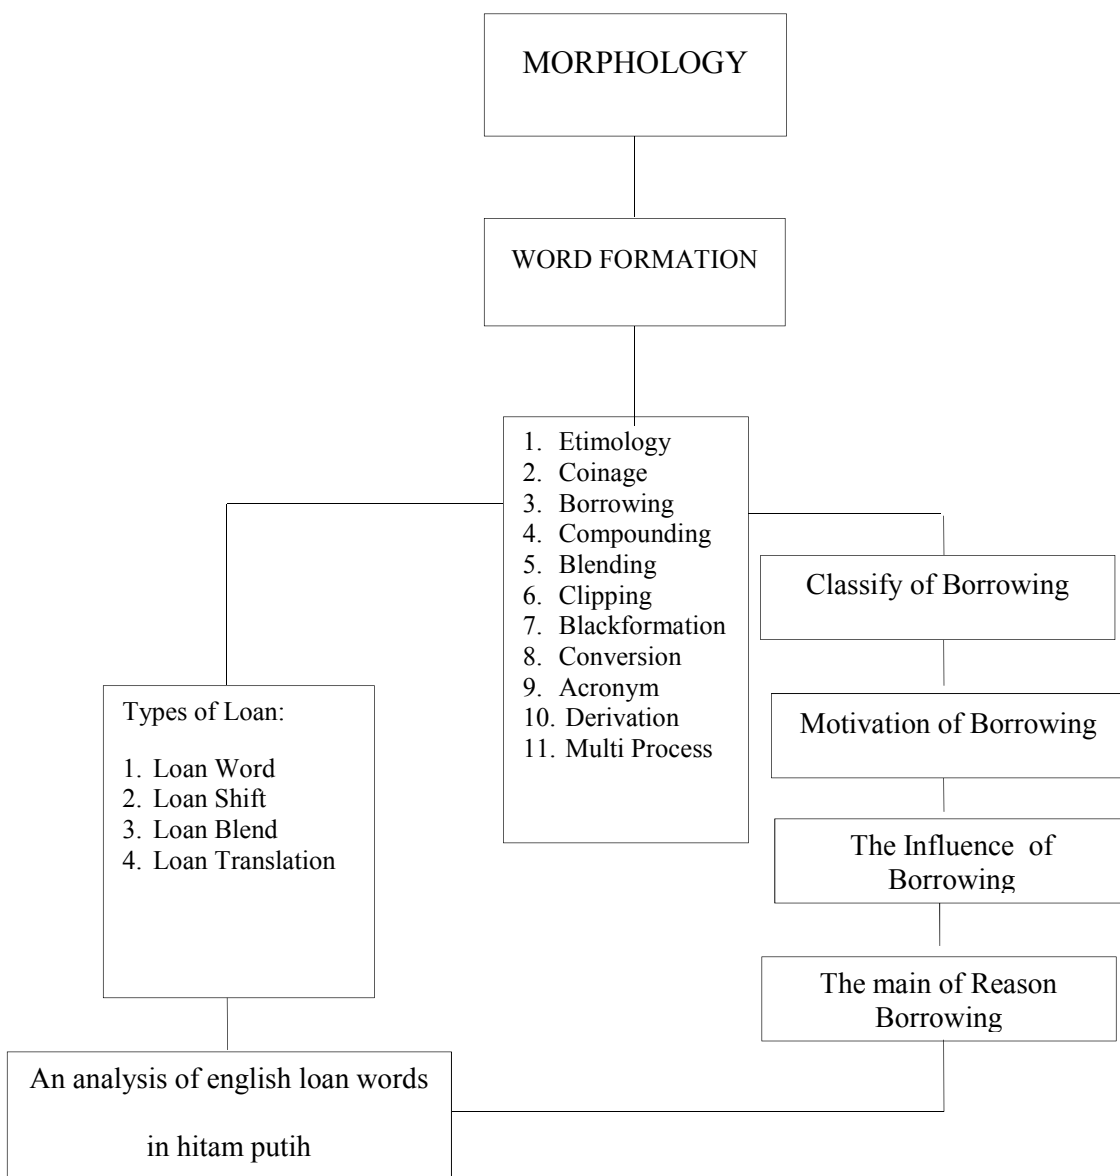 MORPHOLOGY
WORD FORMATION
1. Etimology
2. Coinage
3. Borrowing
4. Compounding
5. Blending
6. Clipping
7. Blackformation
8. Conversion
9. Acronym
10. Derivation
11. Multi Process
Types of Loan:
1. Loan Word
2. Loan Shift
3. Loan Blend
4. Loan Translation
Classify of Borrowing
Motivation of Borrowing
The Influence of
Borrowing
The main of Reason
Borrowing
An analysis of english loan words
in hitam putih